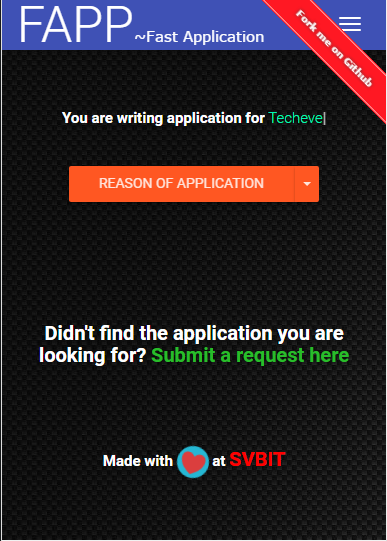 FAPP ~Fast Application
Fork me on Github
You are writing application for Techeve|
REASON OF APPLICATION
Didn't find the application you are
looking for? Submit a request here
Made with at SVBIT